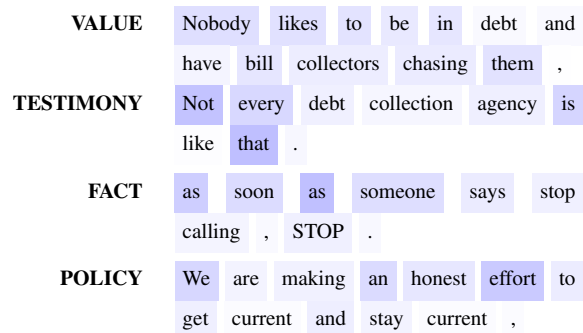 VALUE Nobody likes to be in debt and
have bill collectors chasing them ,
TESTIMONY Not every debt collection agency is
like that .
FACT as soon as someone says stop
calling , STOP .
POLICY We are making an honest effort to
get current and stay current ,